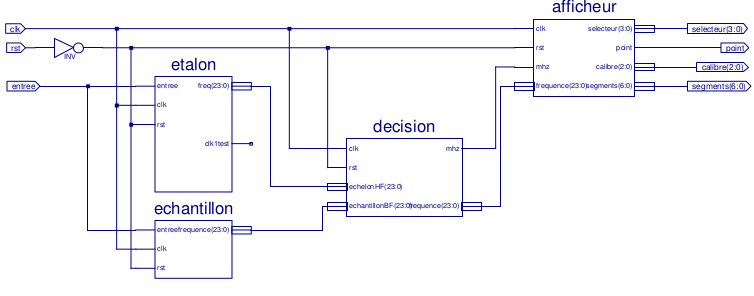 afficheur
clk
clk
selecteur(3:0)
selecteur(3:0)
rst
INV
rst
point
point
etalon
mhz
calibre(2:0)
calibre(2:0)
entree
entree
freq(23:0)
frequence(23:0)
segments(6:0)
segments(6:0)
clk
decision
rst
clk1test
clk
mhz
rst
echelonHF(23:0)
echantillon
echantillonBF(23:0)
frequence(23:0)
entree
frequence(23:0)
clk
rst